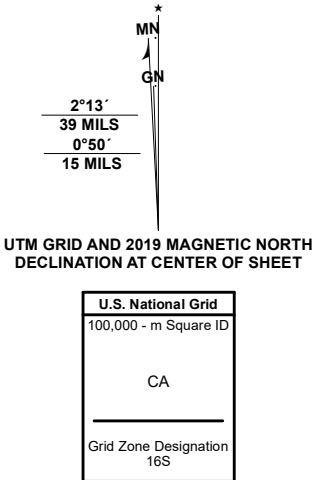 ★
MN
GN
2°13´
39 MILS
0°50´
15 MILS
UTM GRID AND 2019 MAGNETIC NORTH
DECLINATION AT CENTER OF SHEET
U.S. National Grid
100,000 - m Square ID
CA
Grid Zone Designation
16S